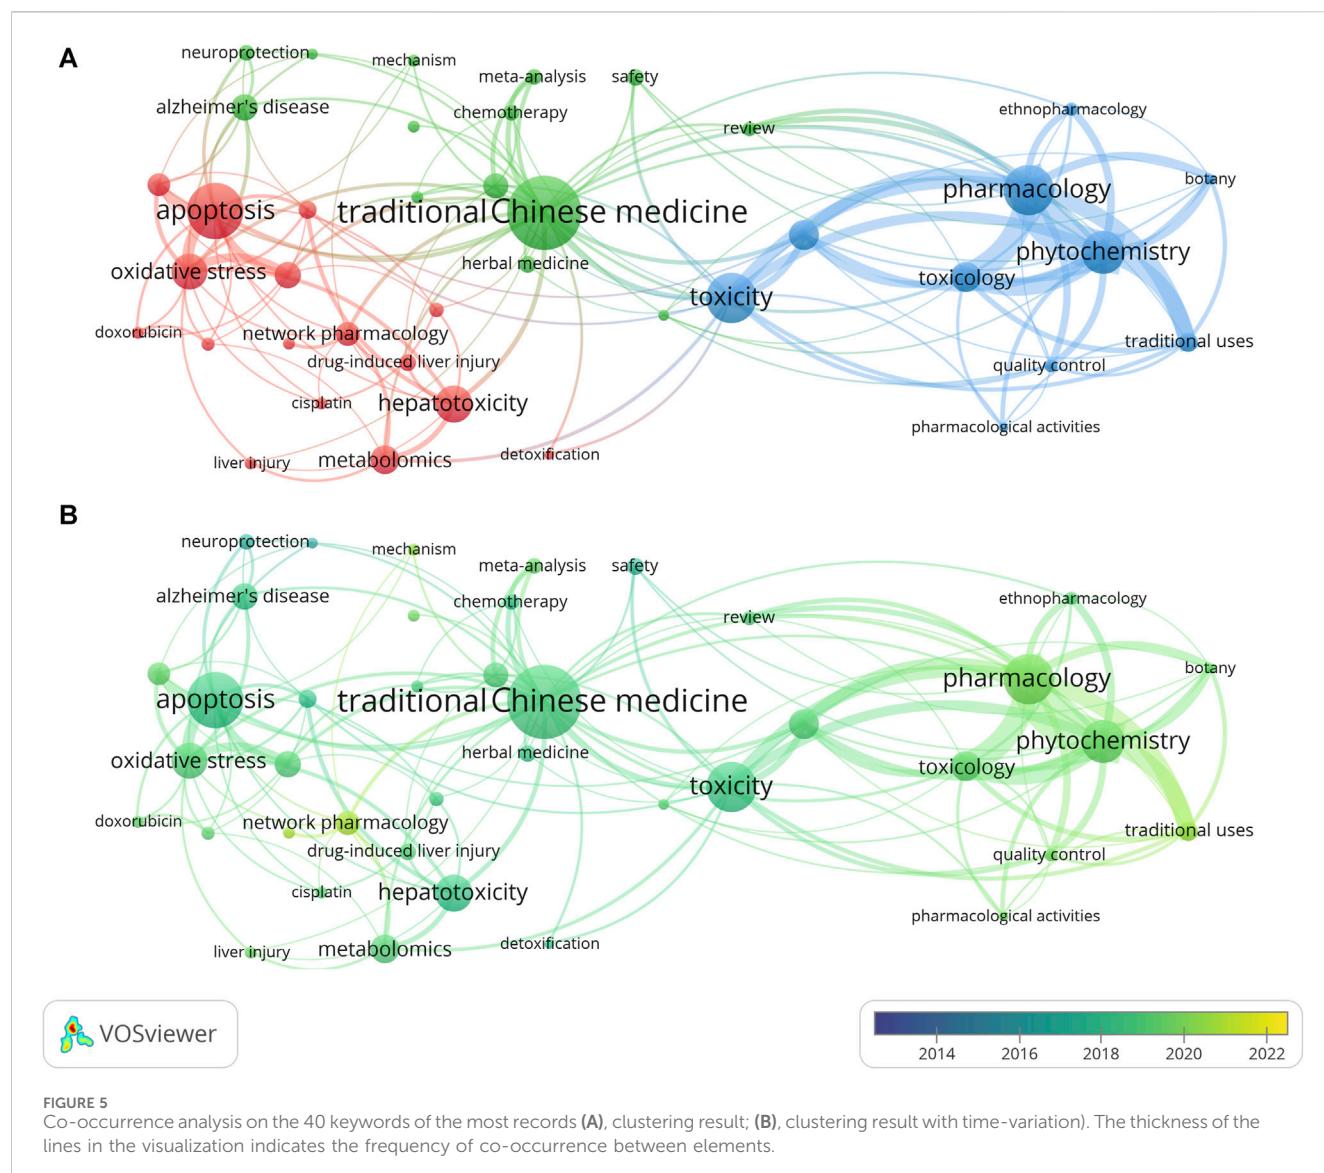 A
neuroprotection
mechanism
meta-analysis
safety
alzheimer's disease
chemotherapy
review
ethnopharmacology
botany
pharmacology
apoptosis
traditional Chinese medicine
phytochemistry
herbal medicine
oxidative stress
toxicology
toxicity
doxorubicin
network pharmacology
traditional uses
drug-induced liver injury
quality control
cisplatin
hepatotoxicity
pharmacological activities
liver injury
metabolomics
detoxification
B
neuroprotection
mechanism
meta-analysis
safety
alzheimer's disease
chemotherapy
review
ethnopharmacology
botany
pharmacology
apoptosis
traditional Chinese medicine
phytochemistry
herbal medicine
oxidative stress
toxicology
toxicity
doxorubicin
network pharmacology
traditional uses
drug-induced liver injury
quality control
cisplatin
hepatotoxicity
pharmacological activities
liver injury
metabolomics
detoxification
VOSviewer
2014 2016 2018 2020 2022
FIGURE 5
Co-occurrence analysis on the 40 keywords of the most records (A), clustering result; (B), clustering result with time-variation). The thickness of the
lines in the visualization indicates the frequency of co-occurrence between elements.